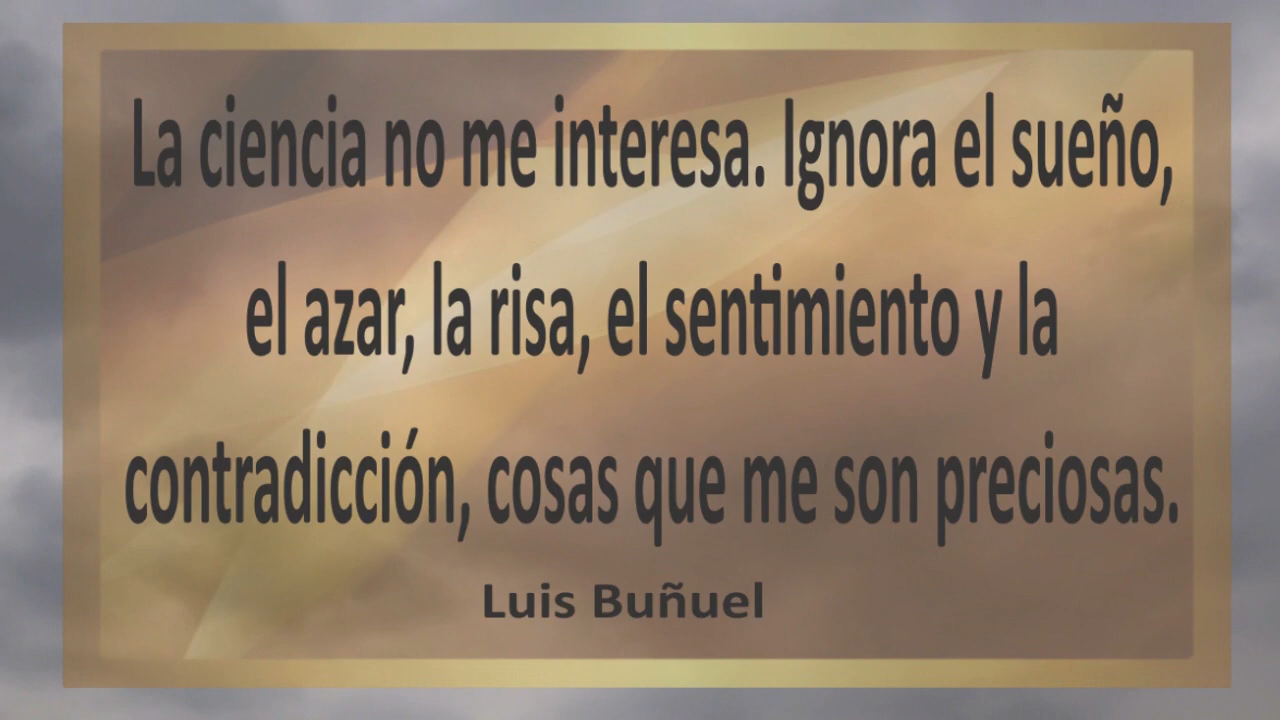 La ciencia no me interesa. Ignora el sueño,
el azar, la risa, el sentimiento y la
contradicción, cosas que me son preciosas.
Luis Buñuel